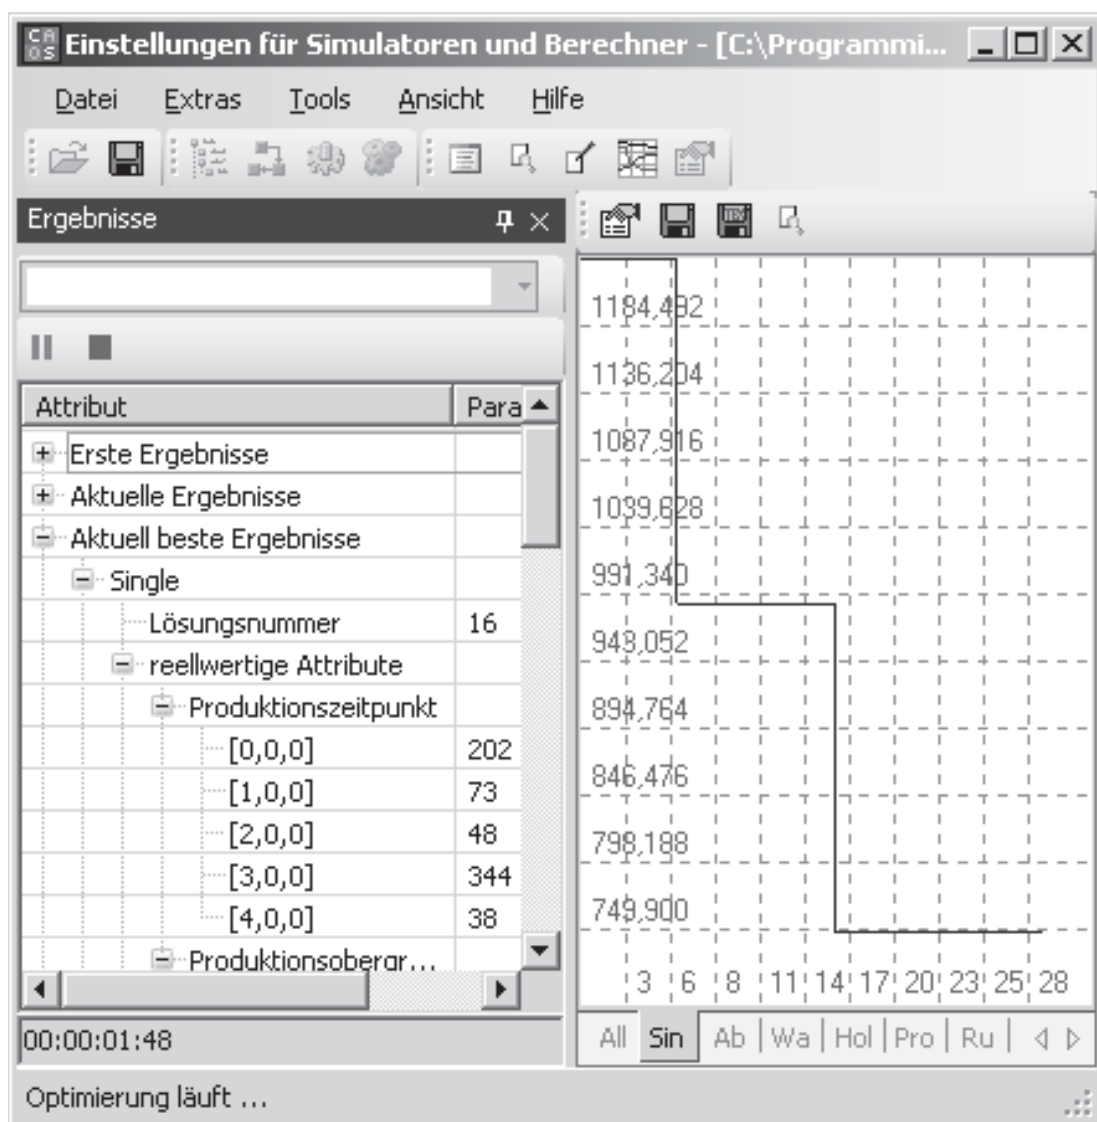 CAOS Einstellungen für Simulatoren und Berechner - [C:\Programmi...
Datei Extras Tools Ansicht Hilfe
Ergebnisse
Attribut Para
Erste Ergebnisse
Aktuelle Ergebnisse
Aktuell beste Ergebnisse
Single
Lösungsnummer 16
reellwertige Attribute
Produktionszeitpunkt
[0,0,0] 202
[1,0,0] 73
[2,0,0] 48
[3,0,0] 344
[4,0,0] 38
Produktionsobergr...
00:00:01:48
1184,492
1136,204
1087,916
1039,628
991,340
943,052
894,764
846,476
798,188
749,900
3 6 8 11 14 17 20 23 25 28
All Sin Ab Wa Hol Pro Ru
Optimierung läuft ...